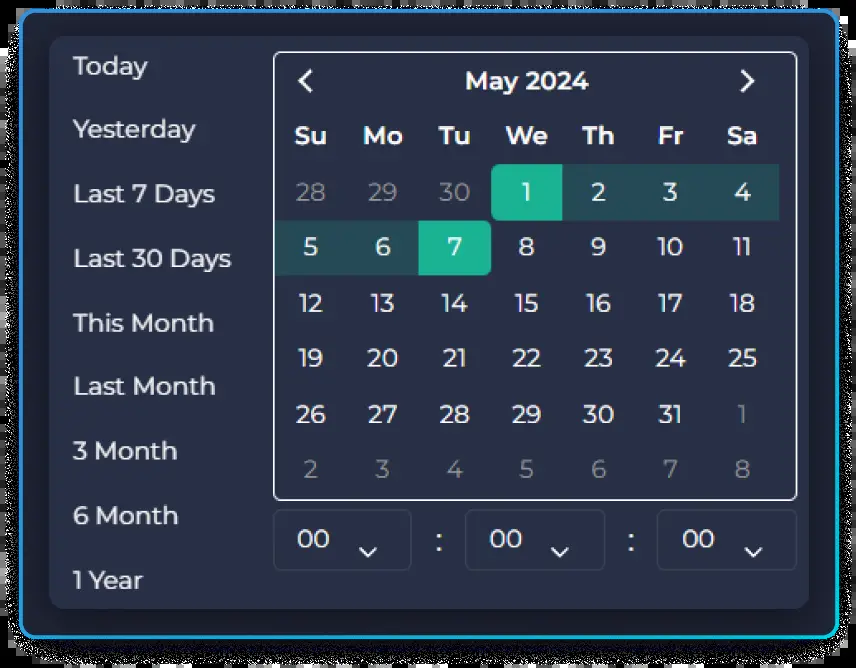 Today
Yesterday
Last 7 Days
Last 30 Days
This Month
Last Month
3 Month
6 Month
1 Year
May 2024
Su Mo Tu We Th Fr Sa
28 29 30 1 2 3 4
5 6 7 8 9 10 11
12 13 14 15 16 17 18
19 20 21 22 23 24 25
26 27 28 29 30 31 1
2 3 4 5 6 7 8
00 : 00 : 00